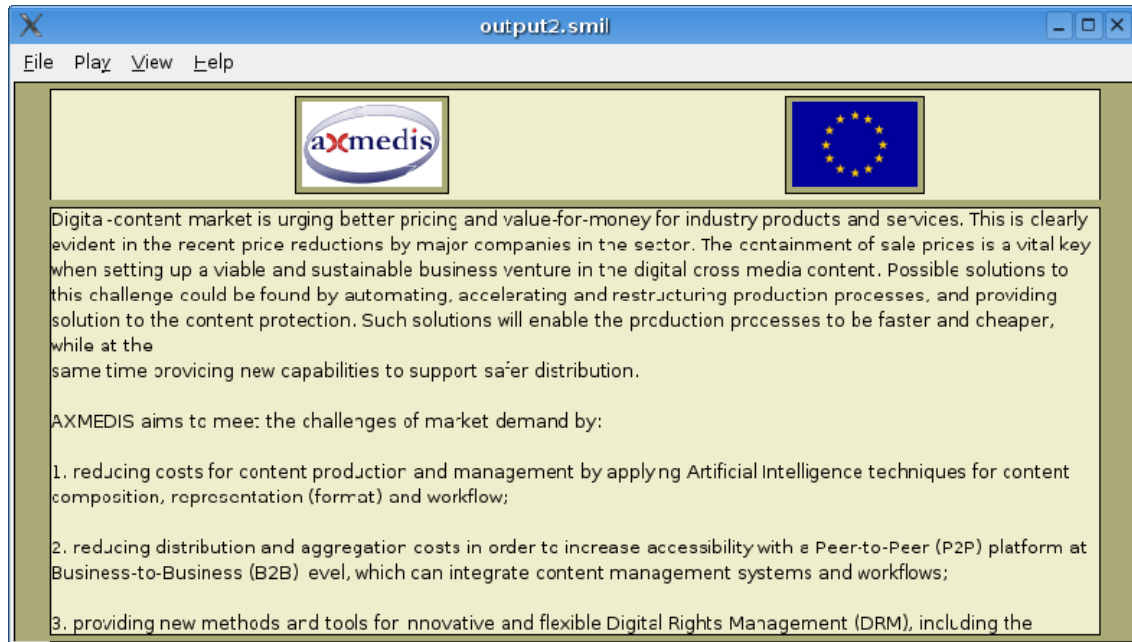 output2.smil
File Play View Help
axmedis
Digital-content market is urging better pricing and value-for-money for industry products and services. This is clearly
evident in the recent price reductions by major companies in the sector. The containment of sale prices is a vital key
when setting up a viable and sustainable business venture in the digital cross media content. Possible solutions to
this challenge could be found by automating, accelerating and restructuring production processes, and providing
solution to the content protection. Such solutions will enable the production processes to be faster and cheaper,
while at the
same time providing new capabilities to support safer distribution.
AXMEDIS aims to meet the challenges of market demand by:
1. reducing costs for content production and management by applying Artificial Intelligence techniques for content
composition, representation (format) and workflow;
2. reducing distribution and aggregation costs in order to increase accessibility with a Peer-to-Peer (P2P) platform at
Business-to-Business (B2B) level, which can integrate content management systems and workflows;
3. providing new methods and tools for innovative and flexible Digital Rights Management (DRM), including the